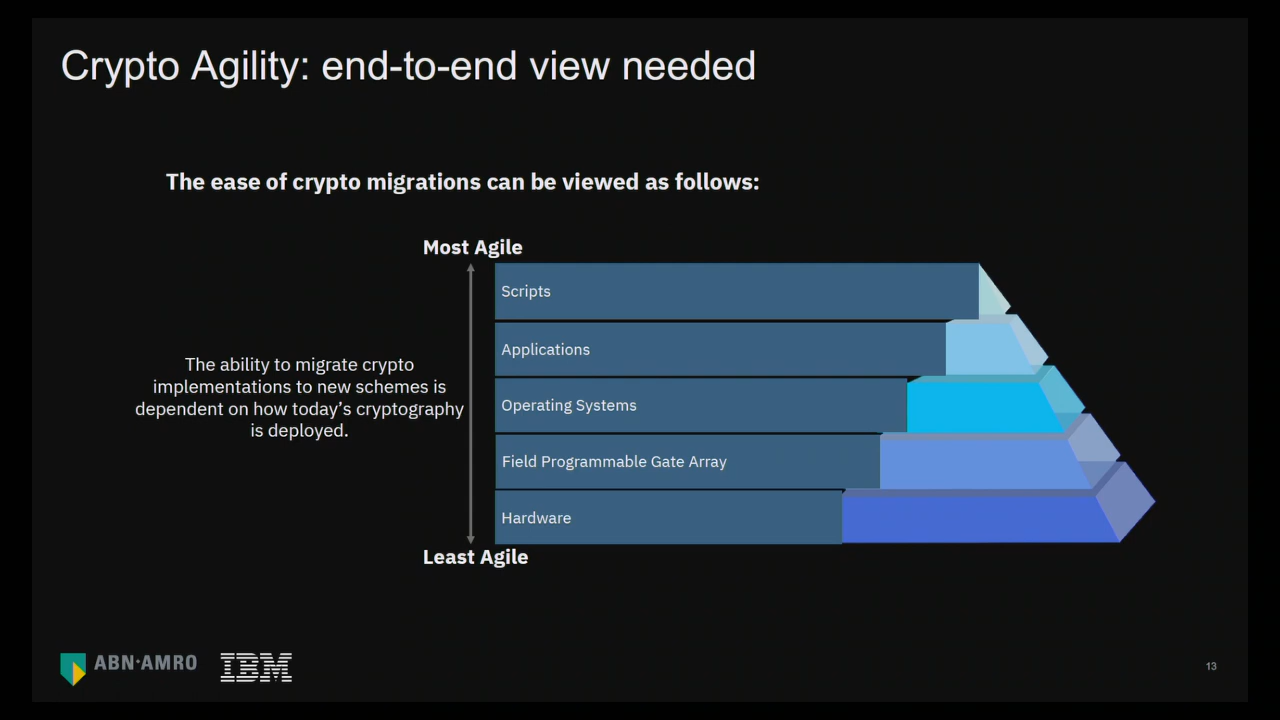 Crypto Agility: end-to-end view needed
The ease of crypto migrations can be viewed as follows:
Most Agile
Scripts
Applications
The ability to migrate crypto
implementations to new schemes is
dependent on how today’s cryptography
is deployed.
Operating Systems
Field Programmable Gate Array
Hardware
Least Agile
ABN·AMRO
IBM
13